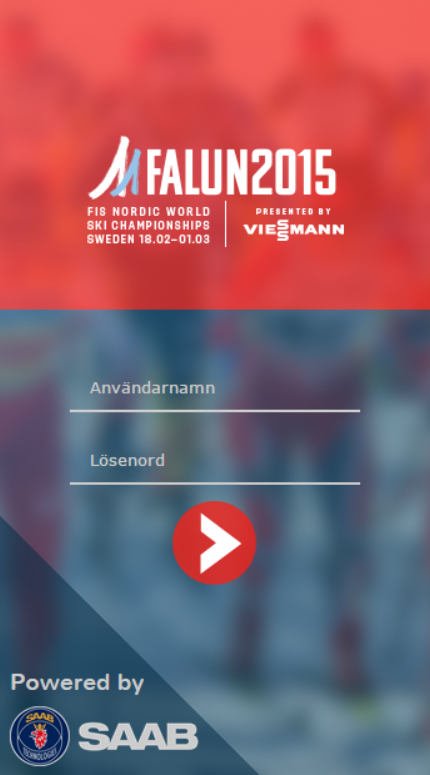 FALUN2015
FIS NORDIC WORLD
SKI CHAMPIONSHIPS
SWEDEN 18.02–01.03
PRESENTED BY
VIESSMANN
Användarnamn
Lösenord
Powered by
SAAB
TECHNOLOGIES
SAAB